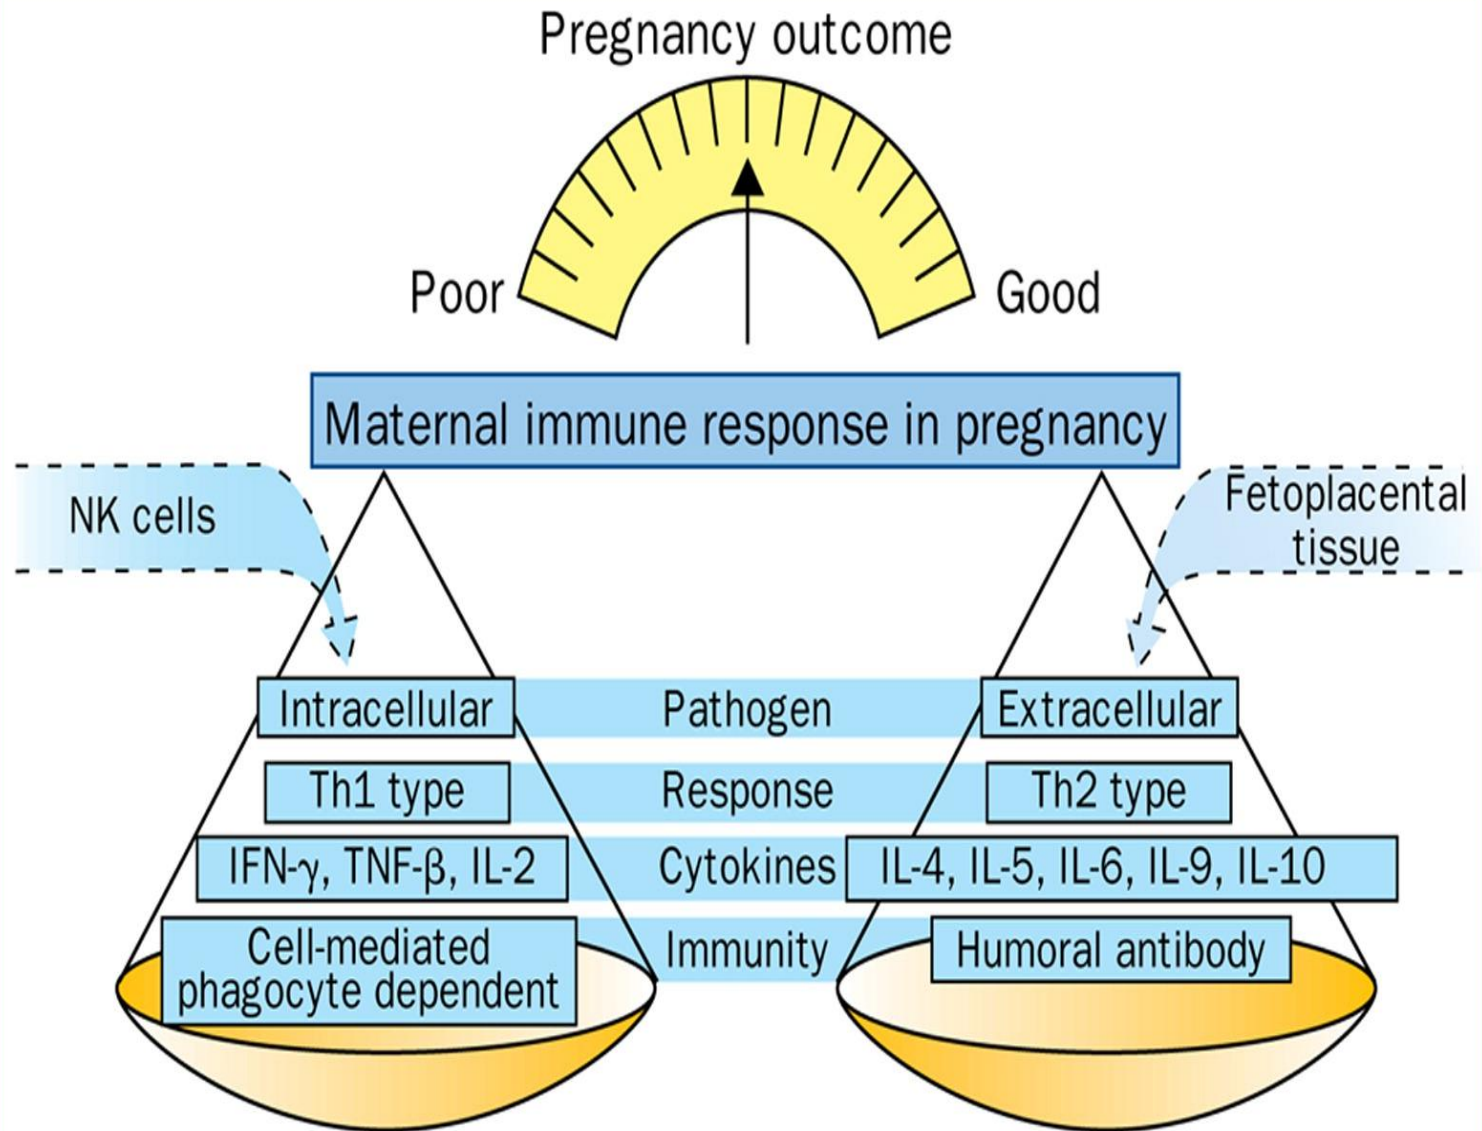 Pregnancy outcome
Poor
Good
Maternal immune response in pregnancy
NK cells
Fetoplacental
tissue
Intracellular
Pathogen
Extracellular
Th1 type
Response
Th2 type
IFN-γ, TNF-β, IL-2
Cytokines
IL-4, IL-5, IL-6, IL-9, IL-10
Cell-mediated
phagocyte dependent
Immunity
Humoral antibody